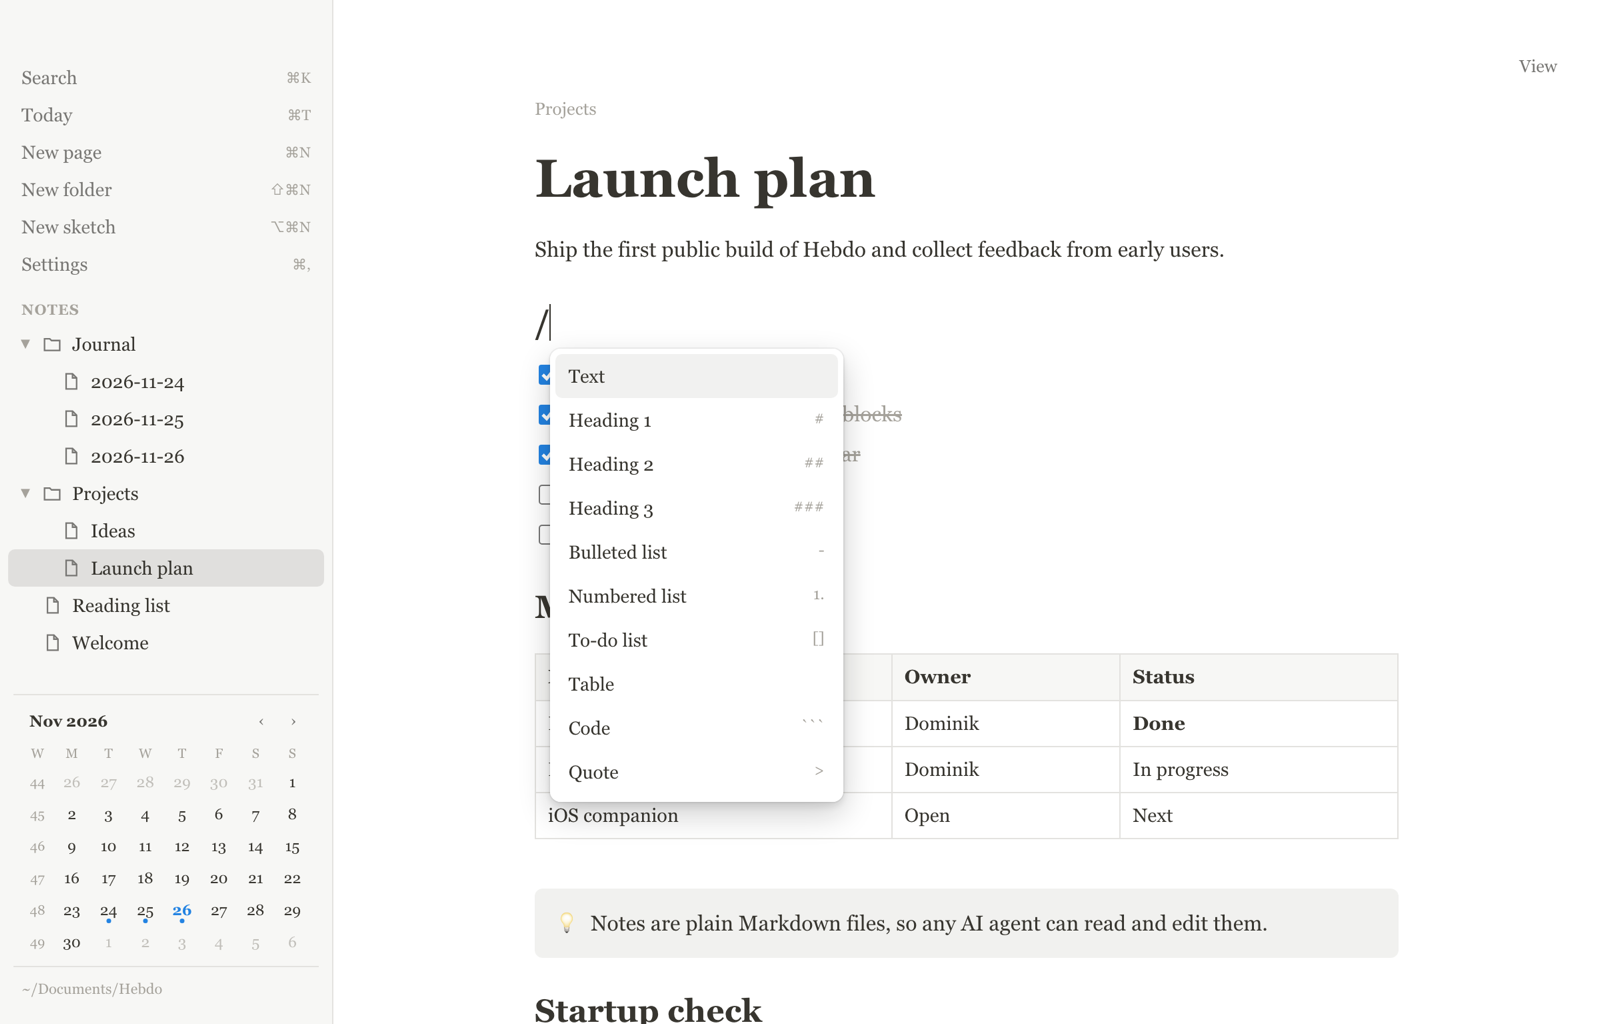 Search ⌘K
Today ⌘T
New page ⌘N
New folder ⇧⌘N
New sketch ⌥⌘N
Settings ⌘,
NOTES
Journal
2026-11-24
2026-11-25
2026-11-26
Projects
Ideas
Launch plan
Reading list
Welcome
Nov 2026 ‹ ›
W M T W T F S S
44 26 27 28 29 30 31 1
45 2 3 4 5 6 7 8
46 9 10 11 12 13 14 15
47 16 17 18 19 20 21 22
48 23 24 25 26 27 28 29
49 30 1 2 3 4 5 6
~/Documents/Hebdo
View
Projects
Launch plan
Ship the first public build of Hebdo and collect feedback from early users.
/
Text
Heading 1 #
Heading 2 ##
Heading 3 ###
Bulleted list -
Numbered list 1.
To-do list []
Table
Code ```
Quote >
blocks
Owner Status
Dominik Done
Dominik In progress
iOS companion Open Next
💡 Notes are plain Markdown files, so any AI agent can read and edit them.
Startup check